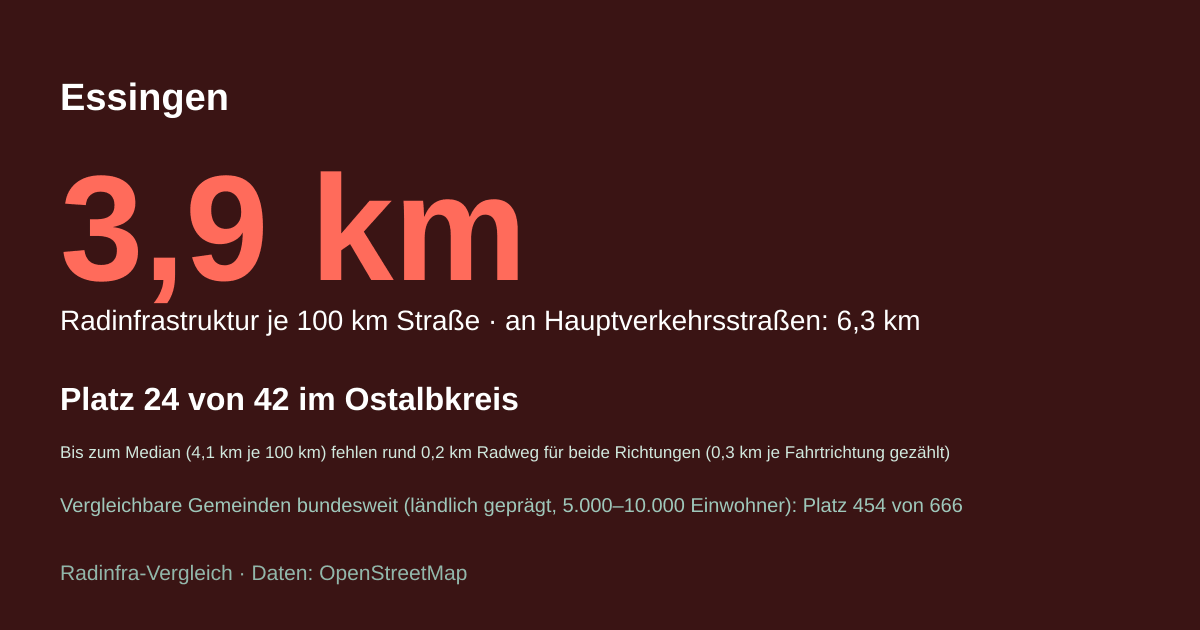 Essingen
3,9 km
Radinfrastruktur je 100 km Straße · an Hauptverkehrsstraßen: 6,3 km
Platz 24 von 42 im Ostalbkreis
Bis zum Median (4,1 km je 100 km) fehlen rund 0,2 km Radweg für beide Richtungen (0,3 km je Fahrtrichtung gezählt)
Vergleichbare Gemeinden bundesweit (ländlich geprägt, 5.000–10.000 Einwohner): Platz 454 von 666
Radinfra-Vergleich · Daten: OpenStreetMap